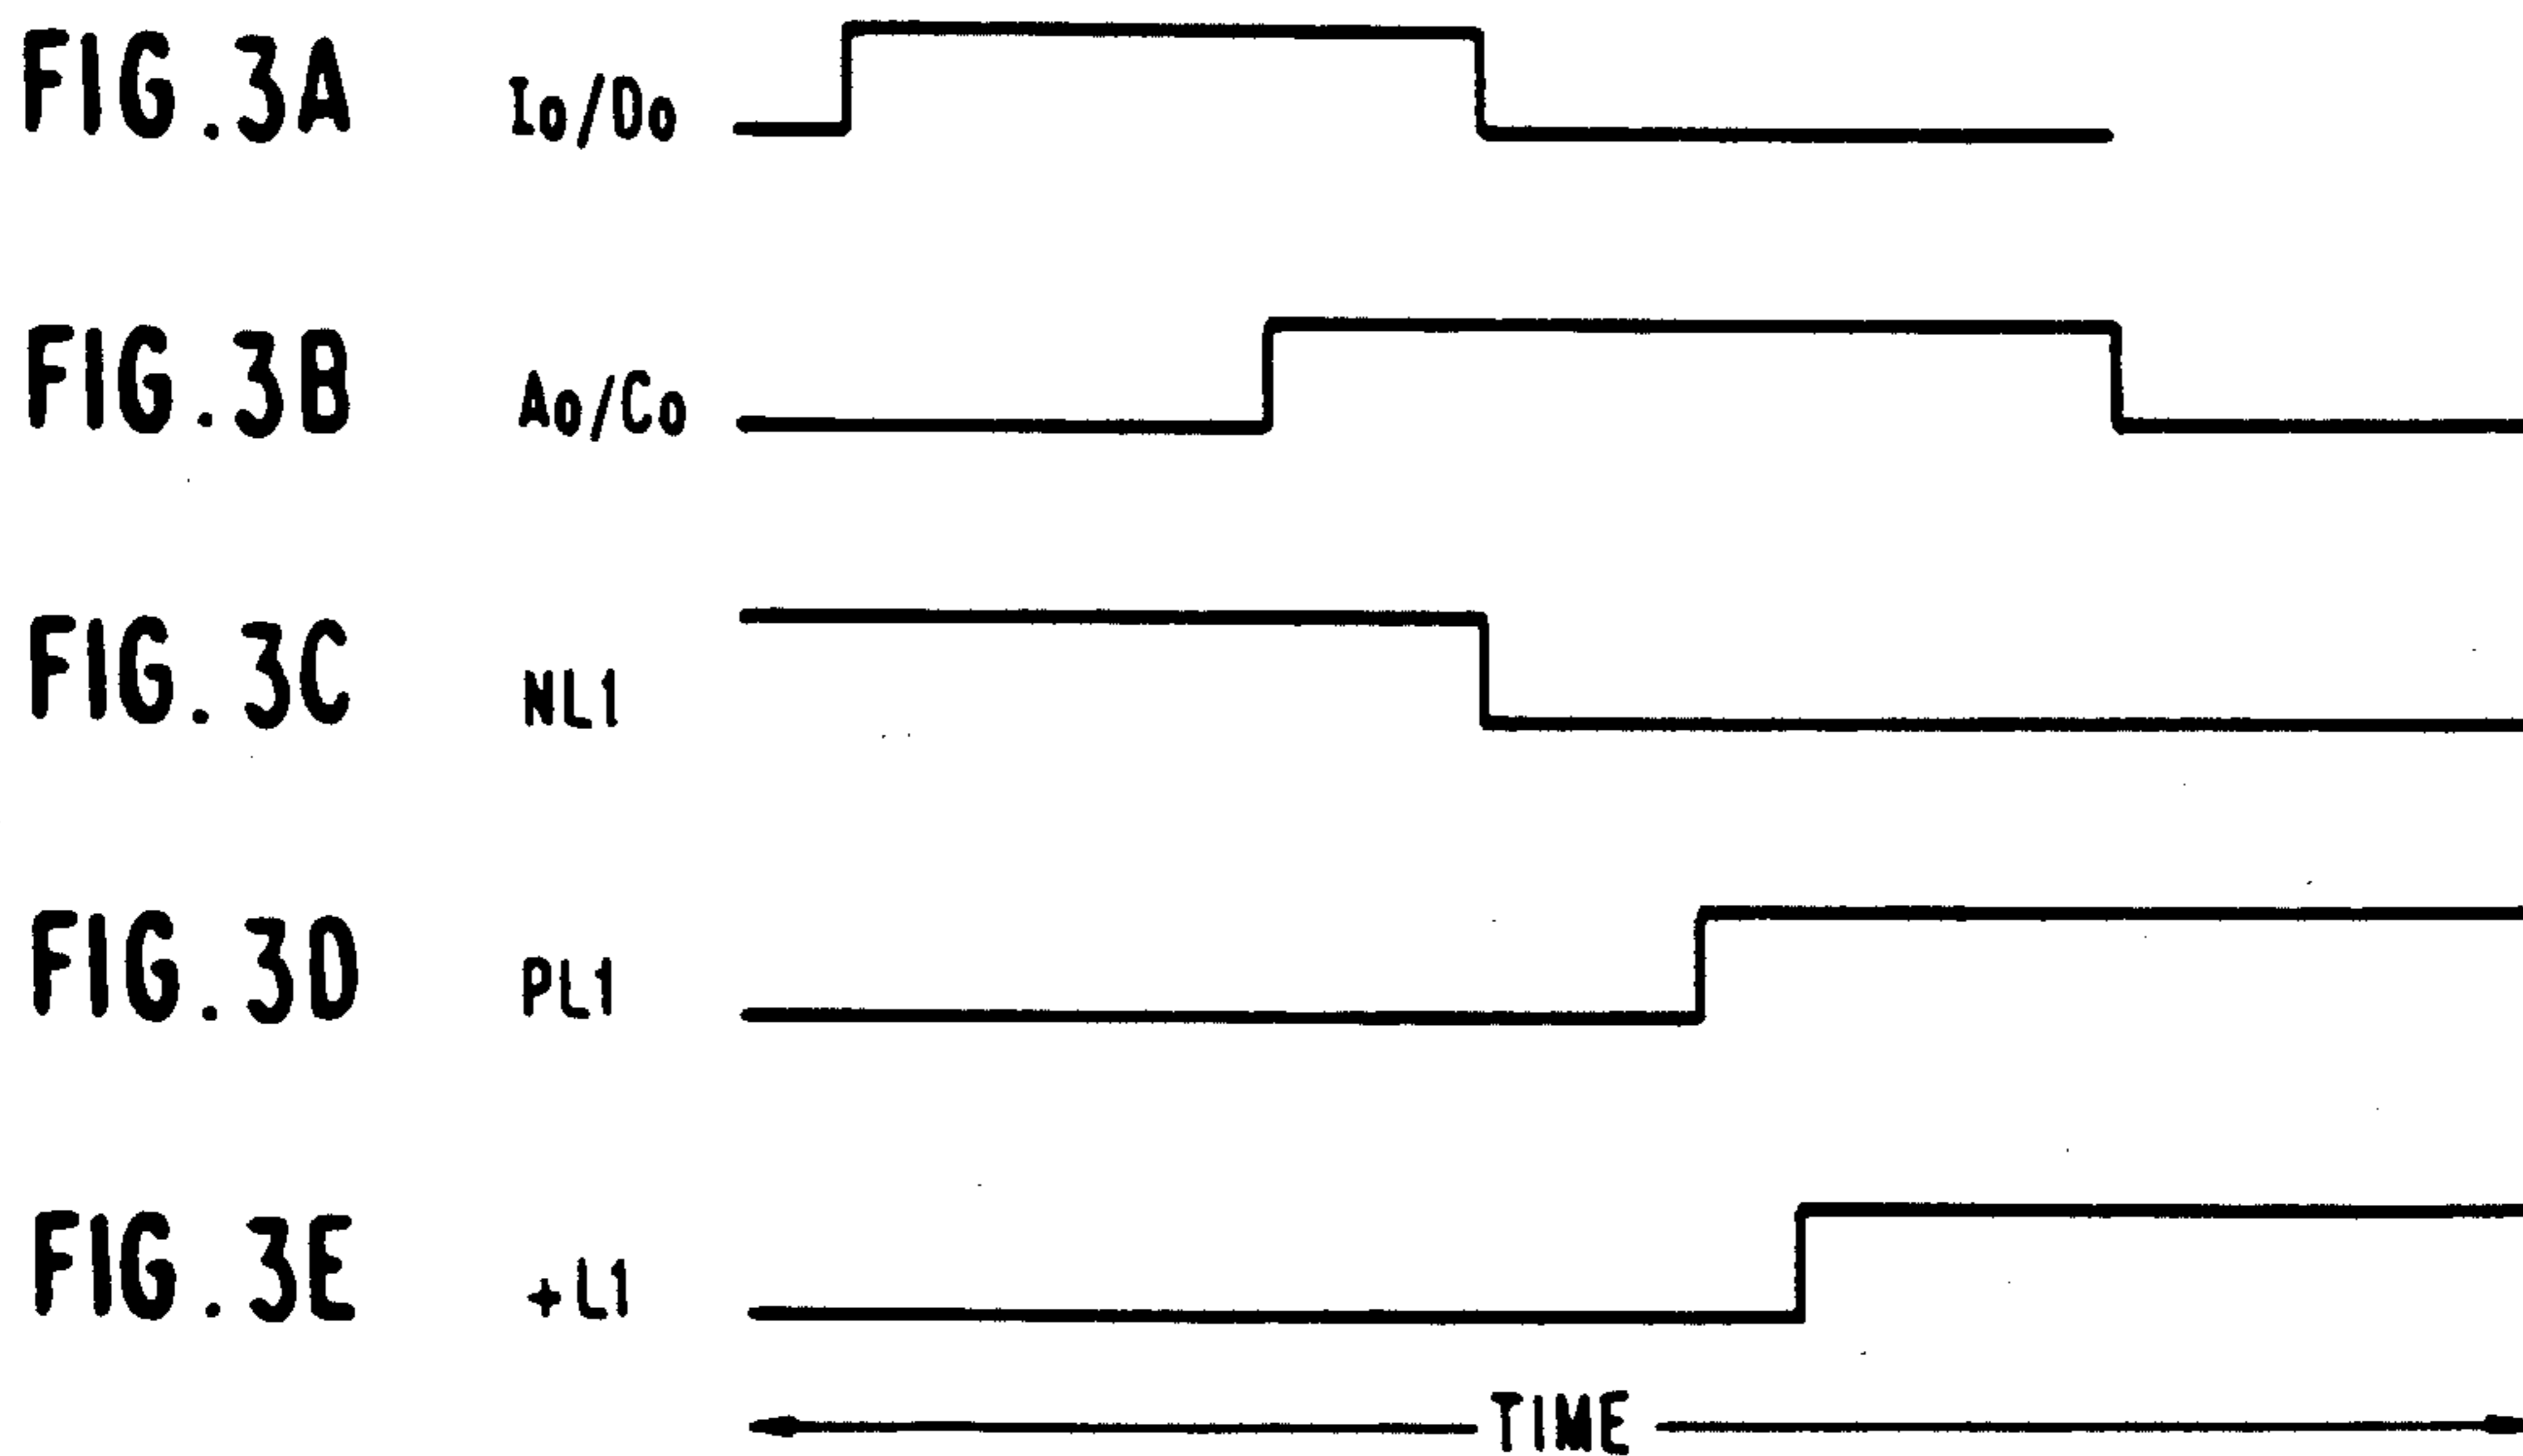 FIG.3A Io/Do
FIG.3B Ao/Co
FIG.3C NL1
FIG.3D PL1
FIG.3E +L1
TIME